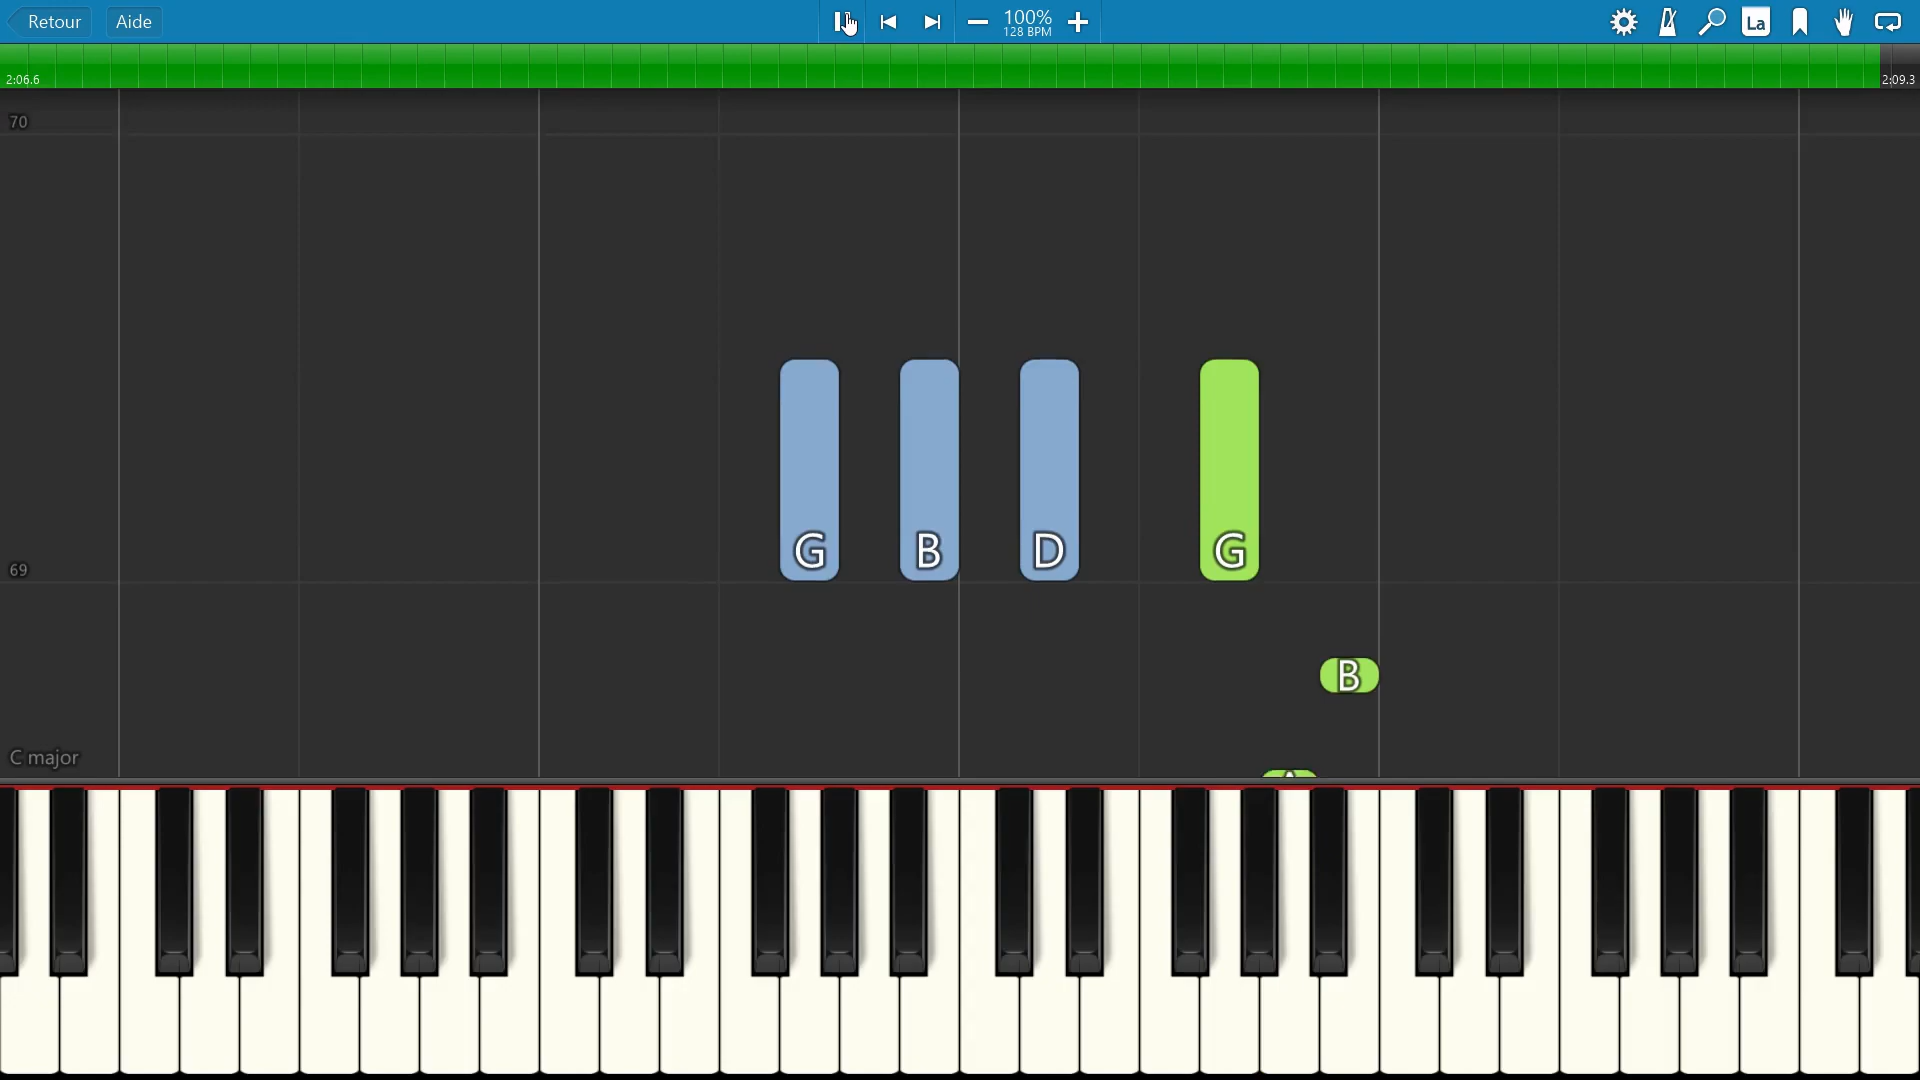 Retour
Aide
100%
128 BPM
La
2:06.6
2:09.3
70
G
B
D
G
69
B
C major